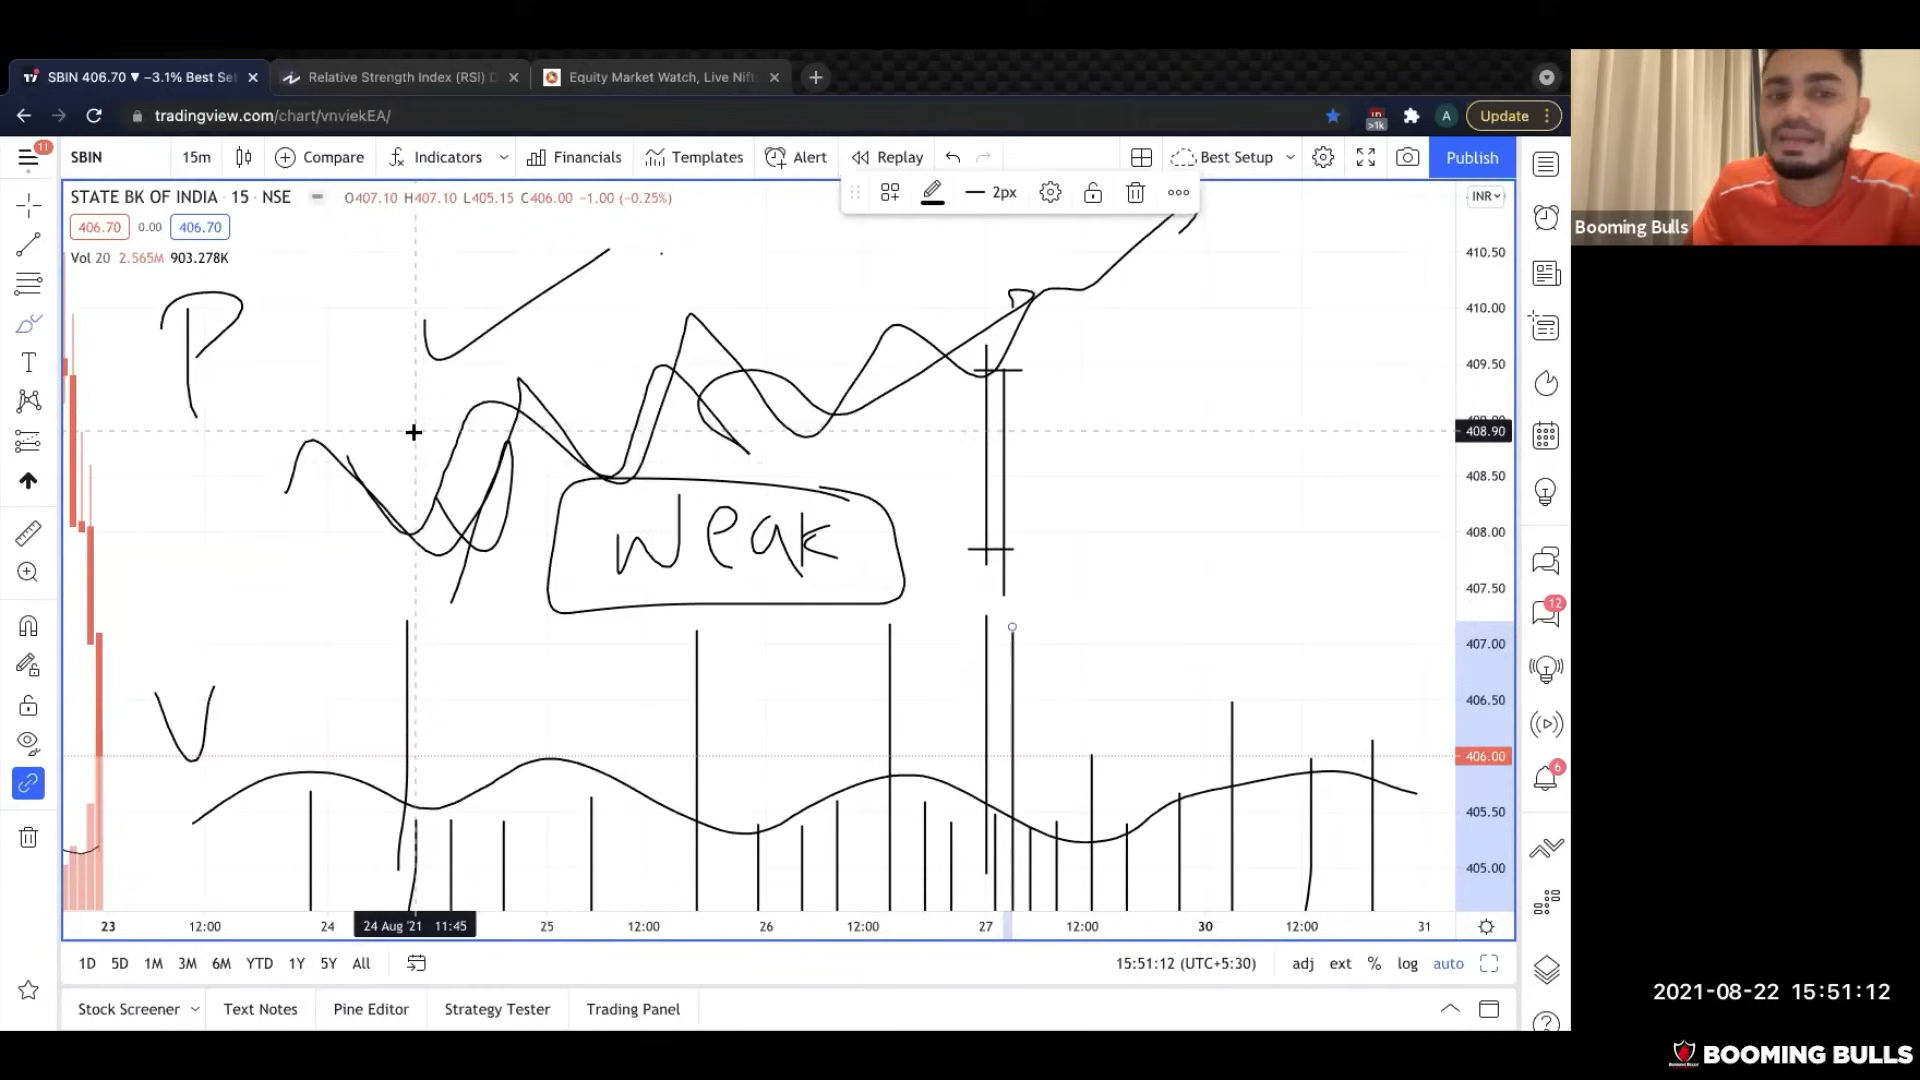 SBIN 406.70 ▼ −3.1% Best Se
Relative Strength Index (RSI)
Equity Market Watch, Live Nift
tradingview.com/chart/vnviekEA/
>1k
A
Update
11
SBIN
15m
Compare
Indicators
Financials
Templates
Alert
Replay
Best Setup
Publish
STATE BK OF INDIA · 15 · NSE
O407.10 H407.10 L405.15 C406.00 −1.00 (−0.25%)
2px
INR
406.70
0.00
406.70
Vol 20 2.565M 903.278K
Booming Bulls
P
Weak
V
410.50
410.00
409.50
408.90
408.50
408.00
407.50
407.00
406.50
406.00
405.50
405.00
12
6
23
12:00
24
24 Aug '21 11:45
25
12:00
26
12:00
27
12:00
30
12:00
31
1D 5D 1M 3M 6M YTD 1Y 5Y All
15:51:12 (UTC+5:30)
adj ext % log auto
Stock Screener
Text Notes
Pine Editor
Strategy Tester
Trading Panel
2021-08-22 15:51:12
BOOMING BULLS